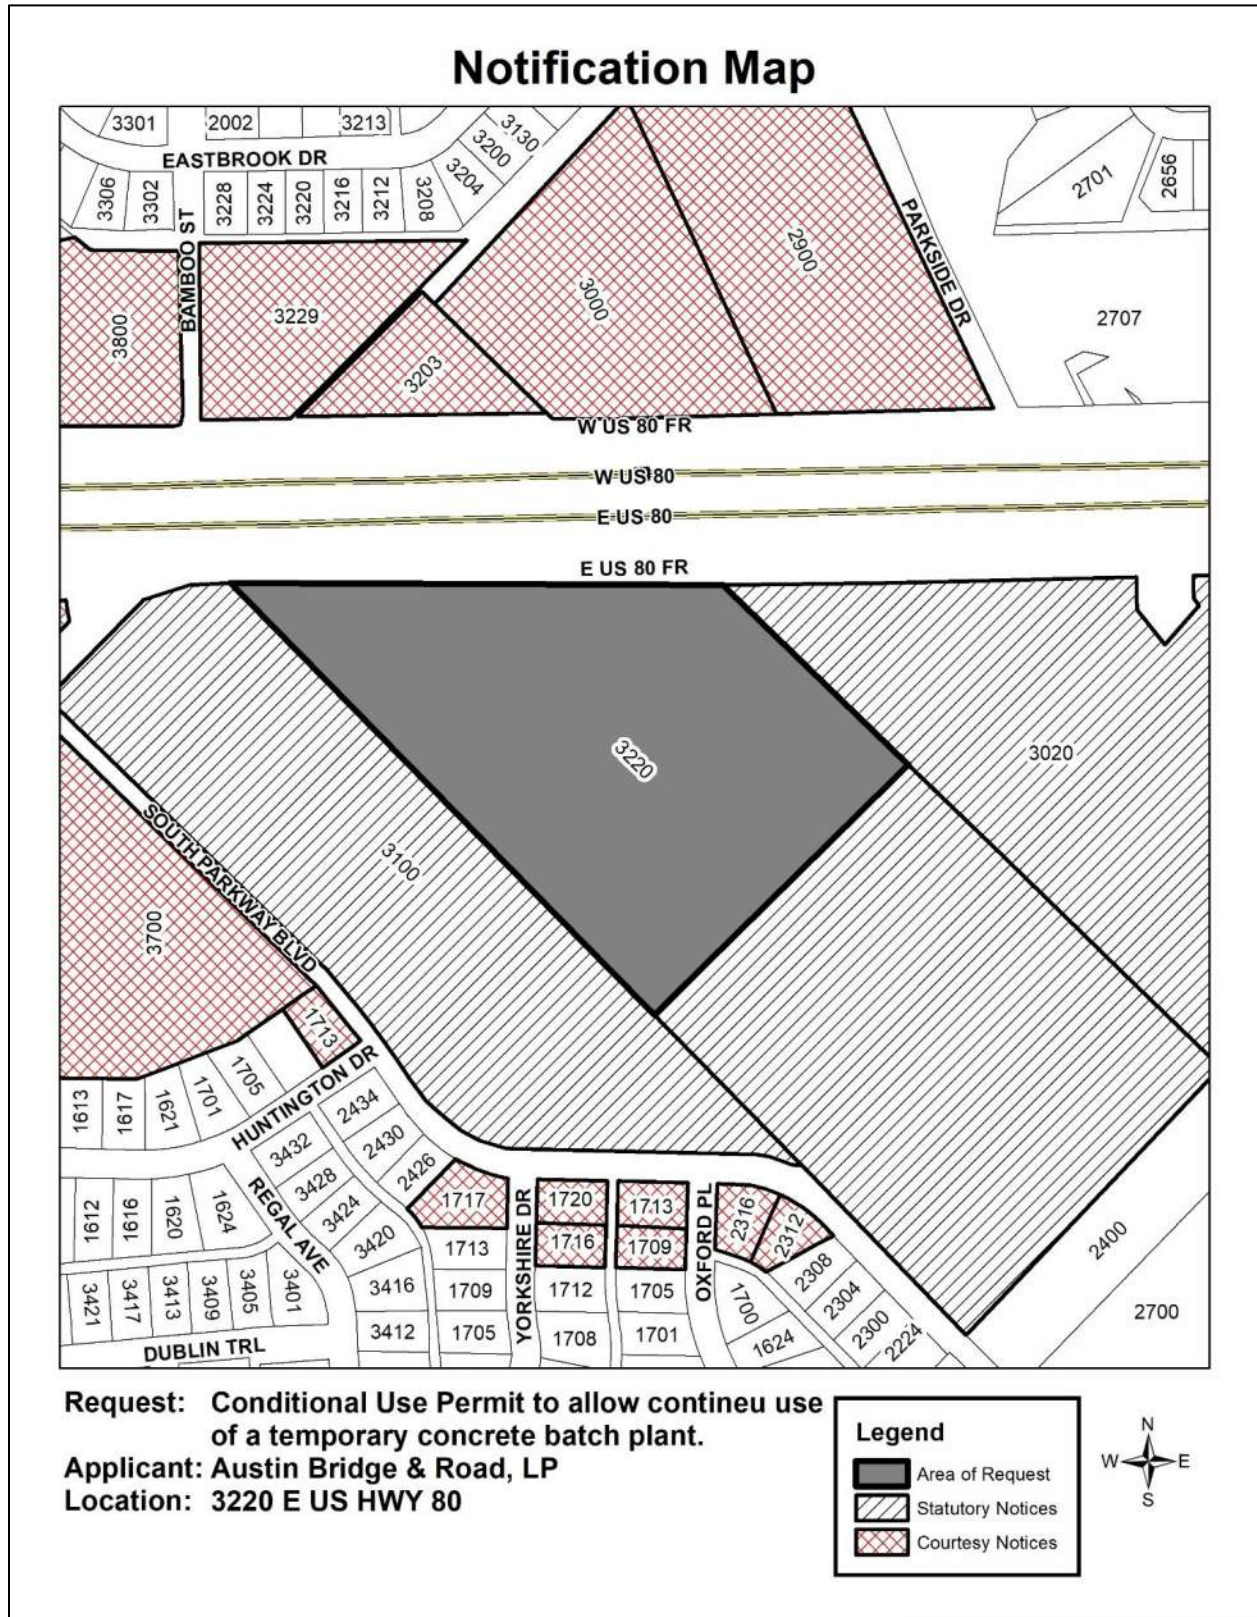 Notification Map
3301
2002
3213
3130
3200
3204
EASTBROOK DR
3306
3302
3228
3224
3220
3216
3212
3208
BAMBOO ST
2701
2656
PARKSIDE DR
2900
3000
3800
3229
3203
2707
W US 80 FR
W US 80
E US 80
E US 80 FR
3220
3020
3100
SOUTH PARKWAY BLVD
3700
1713
HUNTINGTON DR
1613
1617
1621
1701
1705
2434
2430
2426
3432
3428
3424
3420
3416
3412
REGAL AVE
1612
1616
1620
1624
3421
3417
3413
3409
3405
3401
DUBLIN TRL
1717
1713
1709
1705
YORKSHIRE DR
1720
1716
1712
1708
1713
1709
1705
1701
OXFORD PL
2316
2312
2308
2304
2300
2224
1700
1624
2400
2700
Request: Conditional Use Permit to allow contineu use
of a temporary concrete batch plant.
Applicant: Austin Bridge & Road, LP
Location: 3220 E US HWY 80
Legend
Area of Request
Statutory Notices
Courtesy Notices
N
W E
S